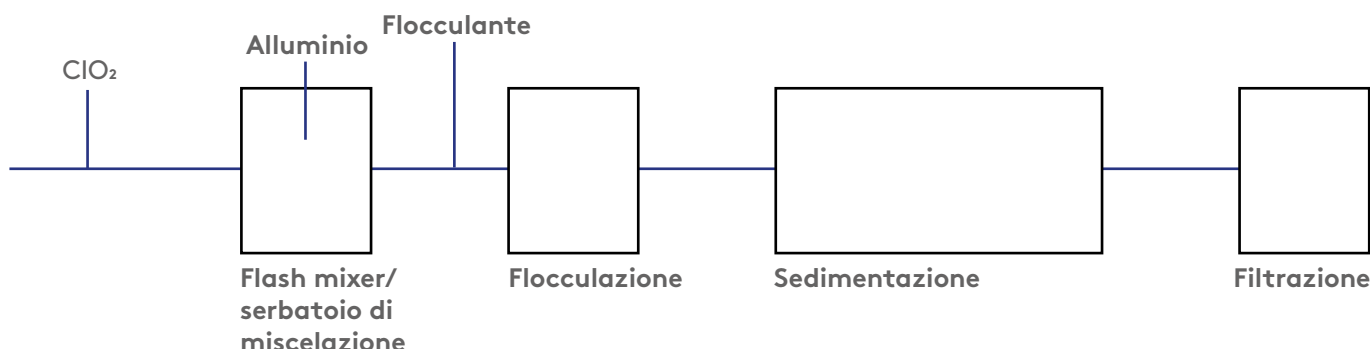 Flocculante
Alluminio
ClO₂
Flash mixer/
serbatoio di
miscelazione
Flocculazione
Sedimentazione
Filtrazione